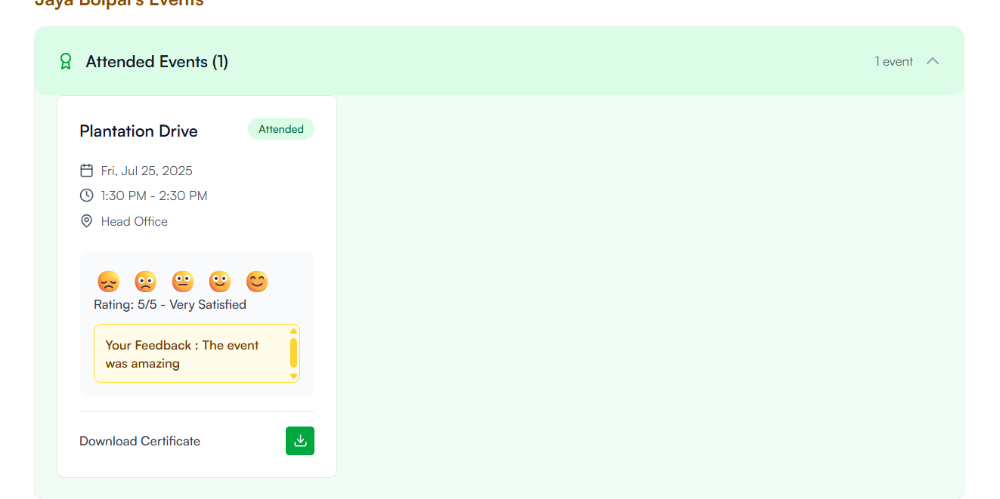 Jaya Bolpal's Events
Attended Events (1)
1 event
Plantation Drive
Attended
Fri, Jul 25, 2025
1:30 PM - 2:30 PM
Head Office
Rating: 5/5 - Very Satisfied
Your Feedback : The event
was amazing
Download Certificate